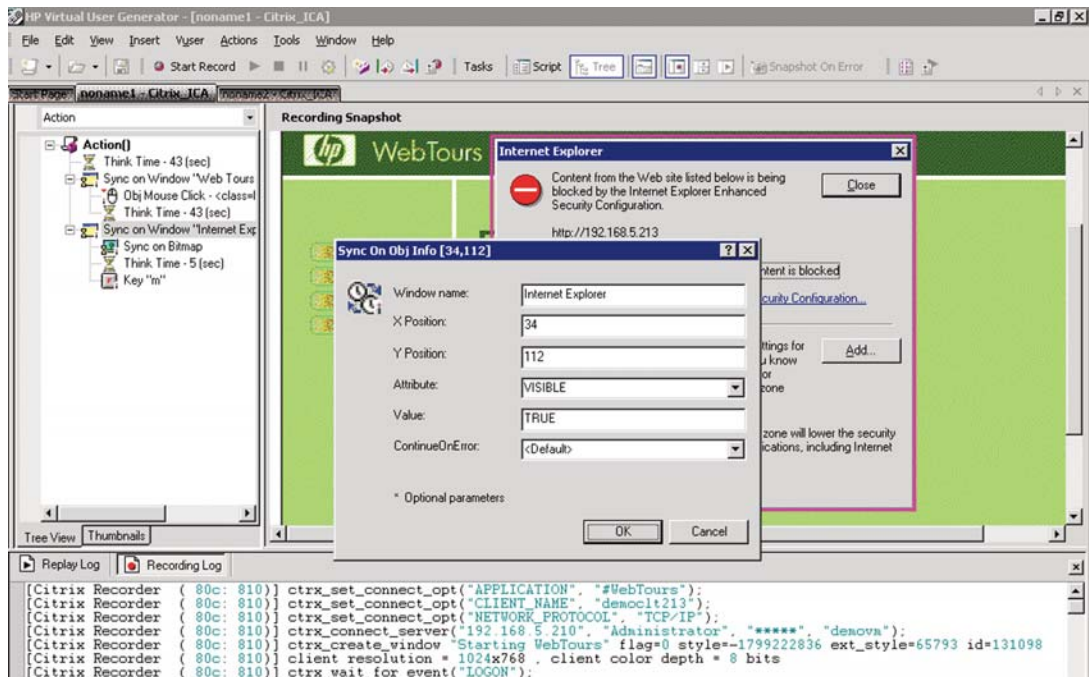 HP Virtual User Generator - [noname1 - Citrix_ICA]
File Edit View Insert Vuser Actions Tools Window Help
Start Record Tasks Script Tree Snapshot On Error
Start Page noname1 - Citrix_ICA noname2 - Citrix_ICA
Action
Action()
Think Time - 43 (sec)
Sync on Window "Web Tours
Obj Mouse Click - <class=I
Think Time - 43 (sec)
Sync on Window "Internet Exp
Sync on Bitmap
Think Time - 5 (sec)
Key "m"
Tree View Thumbnails
Recording Snapshot
hp WebTours
Internet Explorer
Content from the Web site listed below is being
blocked by the Internet Explorer Enhanced
Security Configuration.
Close
http://192.168.5.213
ntent is blocked
curity Configuration...
ttings for
u know
or
zone
Add...
zone will lower the security
ications, including Internet
Sync On Obj Info [34,112]
Window name: Internet Explorer
X Position: 34
Y Position: 112
Attribute: VISIBLE
Value: TRUE
ContinueOnError: <Default>
* Optional parameters
OK Cancel
Replay Log Recording Log
[Citrix Recorder ( 80c: 810)] ctrx_set_connect_opt("APPLICATION", "#WebTours");
[Citrix Recorder ( 80c: 810)] ctrx_set_connect_opt("CLIENT_NAME", "democlt213");
[Citrix Recorder ( 80c: 810)] ctrx_set_connect_opt("NETWORK_PROTOCOL", "TCP/IP");
[Citrix Recorder ( 80c: 810)] ctrx_connect_server("192.168.5.210", "Administrator", "*****", "demovm");
[Citrix Recorder ( 80c: 810)] ctrx_create_window "Starting WebTours" flag=0 style=-1799222836 ext_style=65793 id=131098
[Citrix Recorder ( 80c: 810)] client resolution = 1024x768 , client color depth = 8 bits
[Citrix Recorder ( 80c: 810)] ctrx_wait_for_event("LOGON");